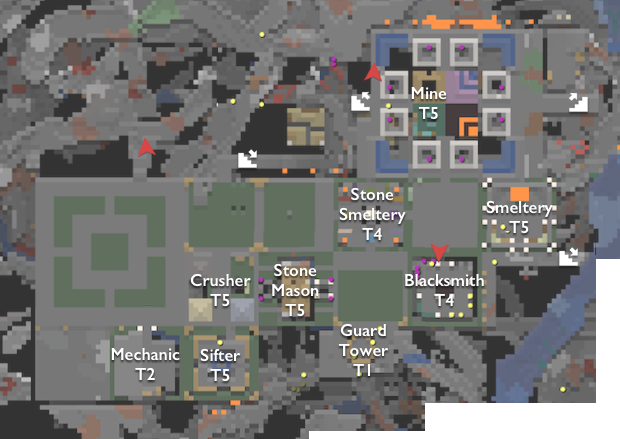 Mine
T5
Stone
Smeltery
T4
Smeltery
T5
Crusher
T5
Stone
Mason
T5
Blacksmith
T4
Mechanic
T2
Sifter
T5
Guard
Tower
T1